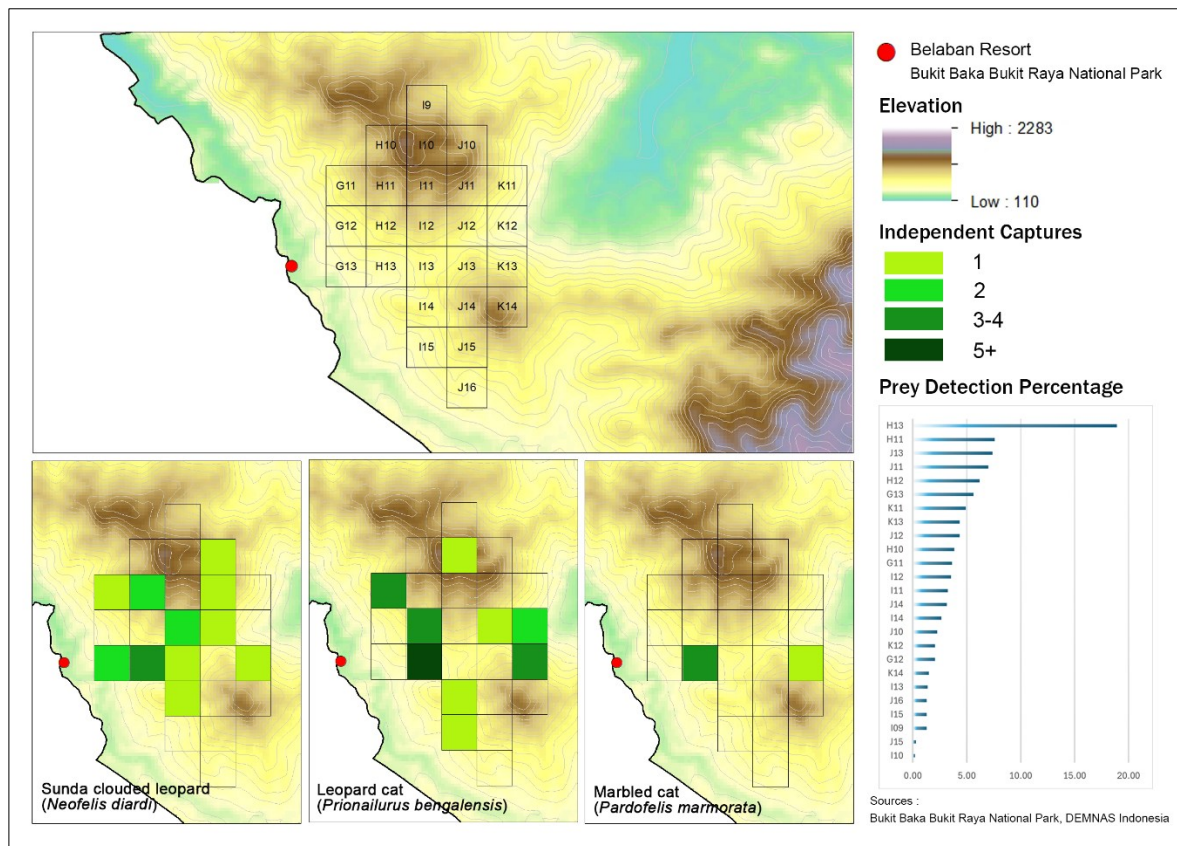 I9
H10 I10 J10
G11 H11 I11 J11 K11
G12 H12 I12 J12 K12
G13 H13 I13 J13 K13
I14 J14 K14
I15 J15
J16
Belaban Resort
Bukit Baka Bukit Raya National Park
Elevation
High : 2283
Low : 110
Independent Captures
1
2
3-4
5+
Prey Detection Percentage
H13
H11
J13
J11
H12
G13
K11
K13
J12
H10
G11
I12
I11
J14
I14
J10
K12
G12
K14
I13
J16
I15
I09
J15
I10
0.00 5.00 10.00 15.00 20.00
Sources :
Bukit Baka Bukit Raya National Park, DEMNAS Indonesia
Sunda clouded leopard
(Neofelis diardi)
Leopard cat
(Prionailurus bengalensis)
Marbled cat
(Pardofelis marmorata)